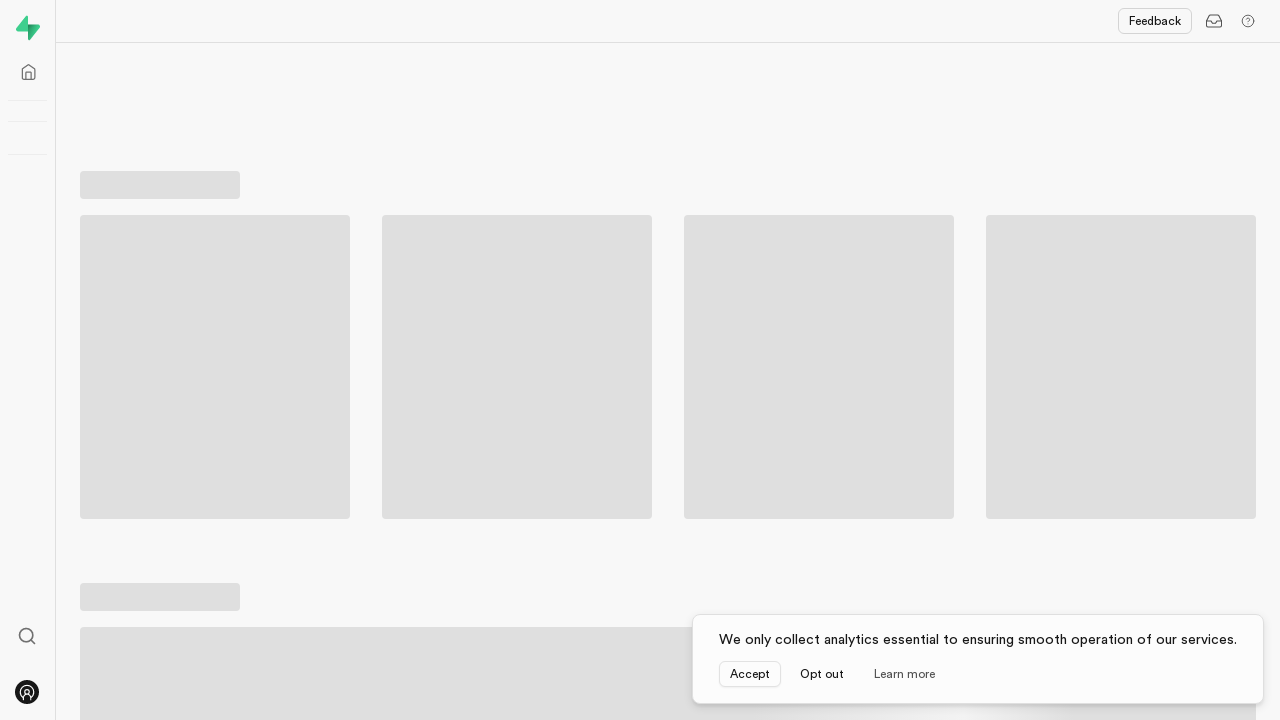 Feedback
We only collect analytics essential to ensuring smooth operation of our services.
Accept Opt out Learn more